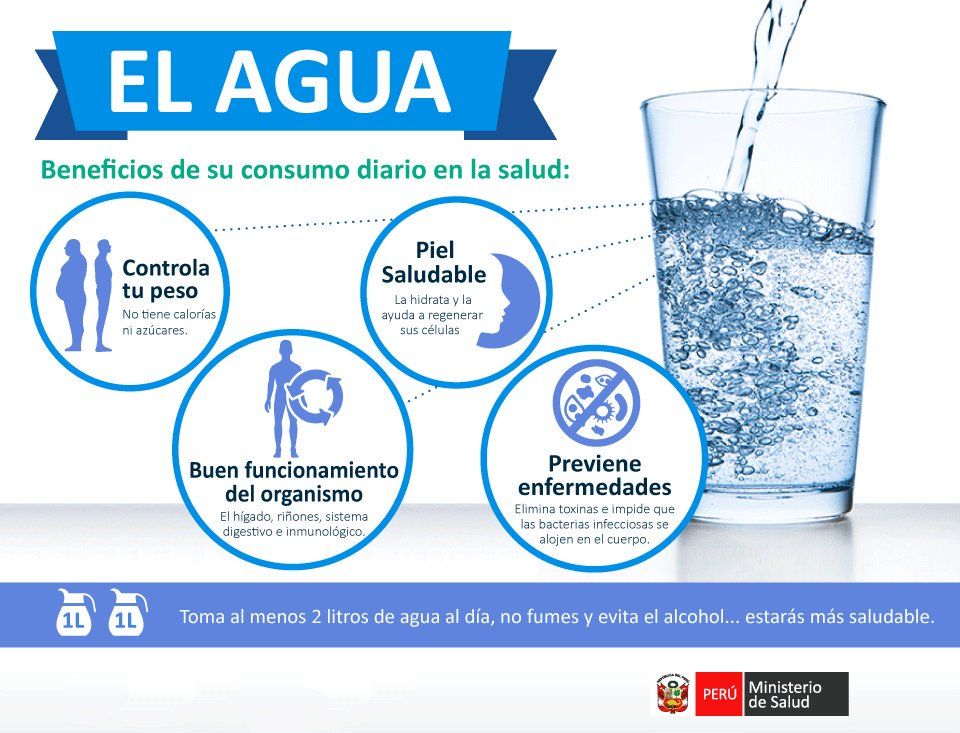 EL AGUA
Beneficios de su consumo diario en la salud:
Controla
tu peso
No tiene calorías
ni azúcares.
Piel
Saludable
La hidrata y la
ayuda a regenerar
sus células
Buen funcionamiento
del organismo
El hígado, riñones, sistema
digestivo e inmunológico.
Previene
enfermedades
Elimina toxinas e impide que
las bacterias infecciosas se
alojen en el cuerpo.
1L 1L
Toma al menos 2 litros de agua al día, no fumes y evita el alcohol... estarás más saludable.
PERÚ
Ministerio
de Salud